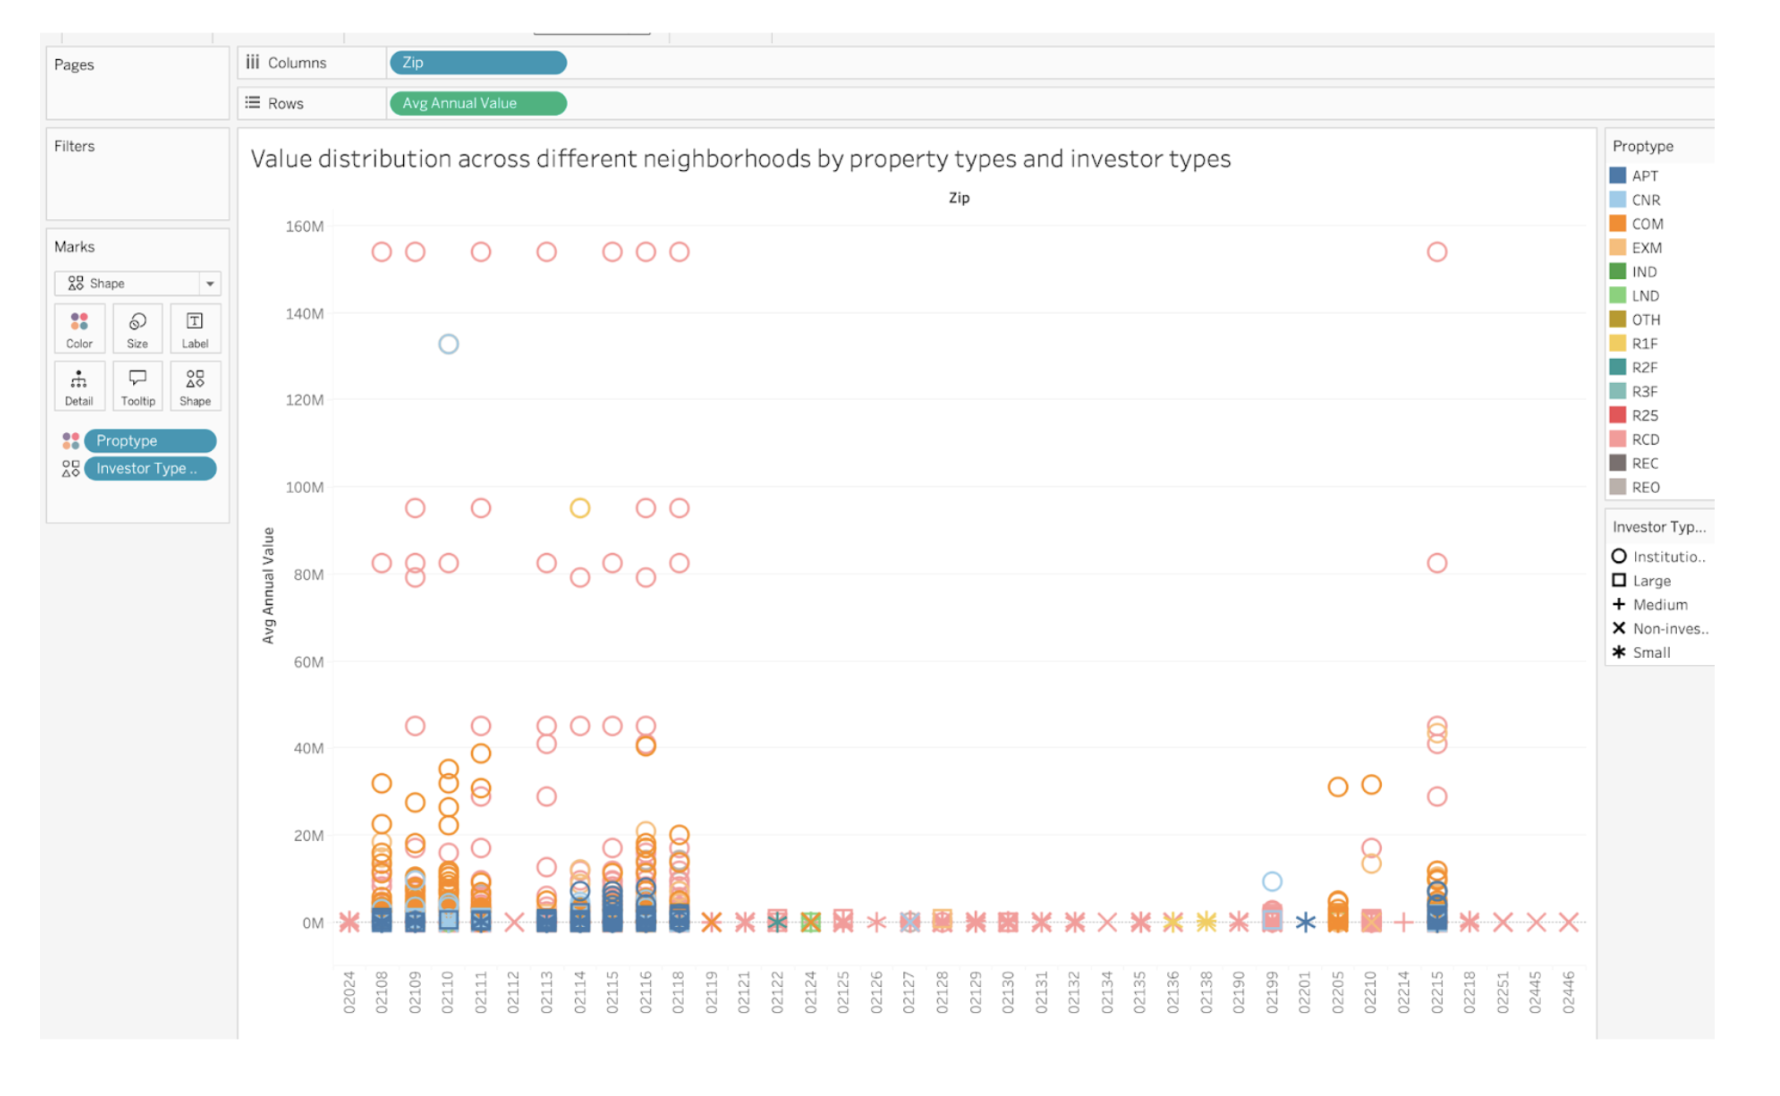 Pages
Columns
Zip
Rows
Avg Annual Value
Filters
Marks
Shape
Color
Size
Label
Detail
Tooltip
Shape
Proptype
Investor Type ..
Value distribution across different neighborhoods by property types and investor types
Zip
Avg Annual Value
160M
140M
120M
100M
80M
60M
40M
20M
0M
02024
02108
02109
02110
02111
02112
02113
02114
02115
02116
02118
02119
02121
02122
02124
02125
02126
02127
02128
02129
02130
02131
02132
02134
02135
02136
02138
02190
02199
02201
02205
02210
02214
02215
02218
02251
02445
02446
Proptype
APT
CNR
COM
EXM
IND
LND
OTH
R1F
R2F
R3F
R25
RCD
REC
REO
Investor Typ...
Institutio..
Large
Medium
Non-inves..
Small